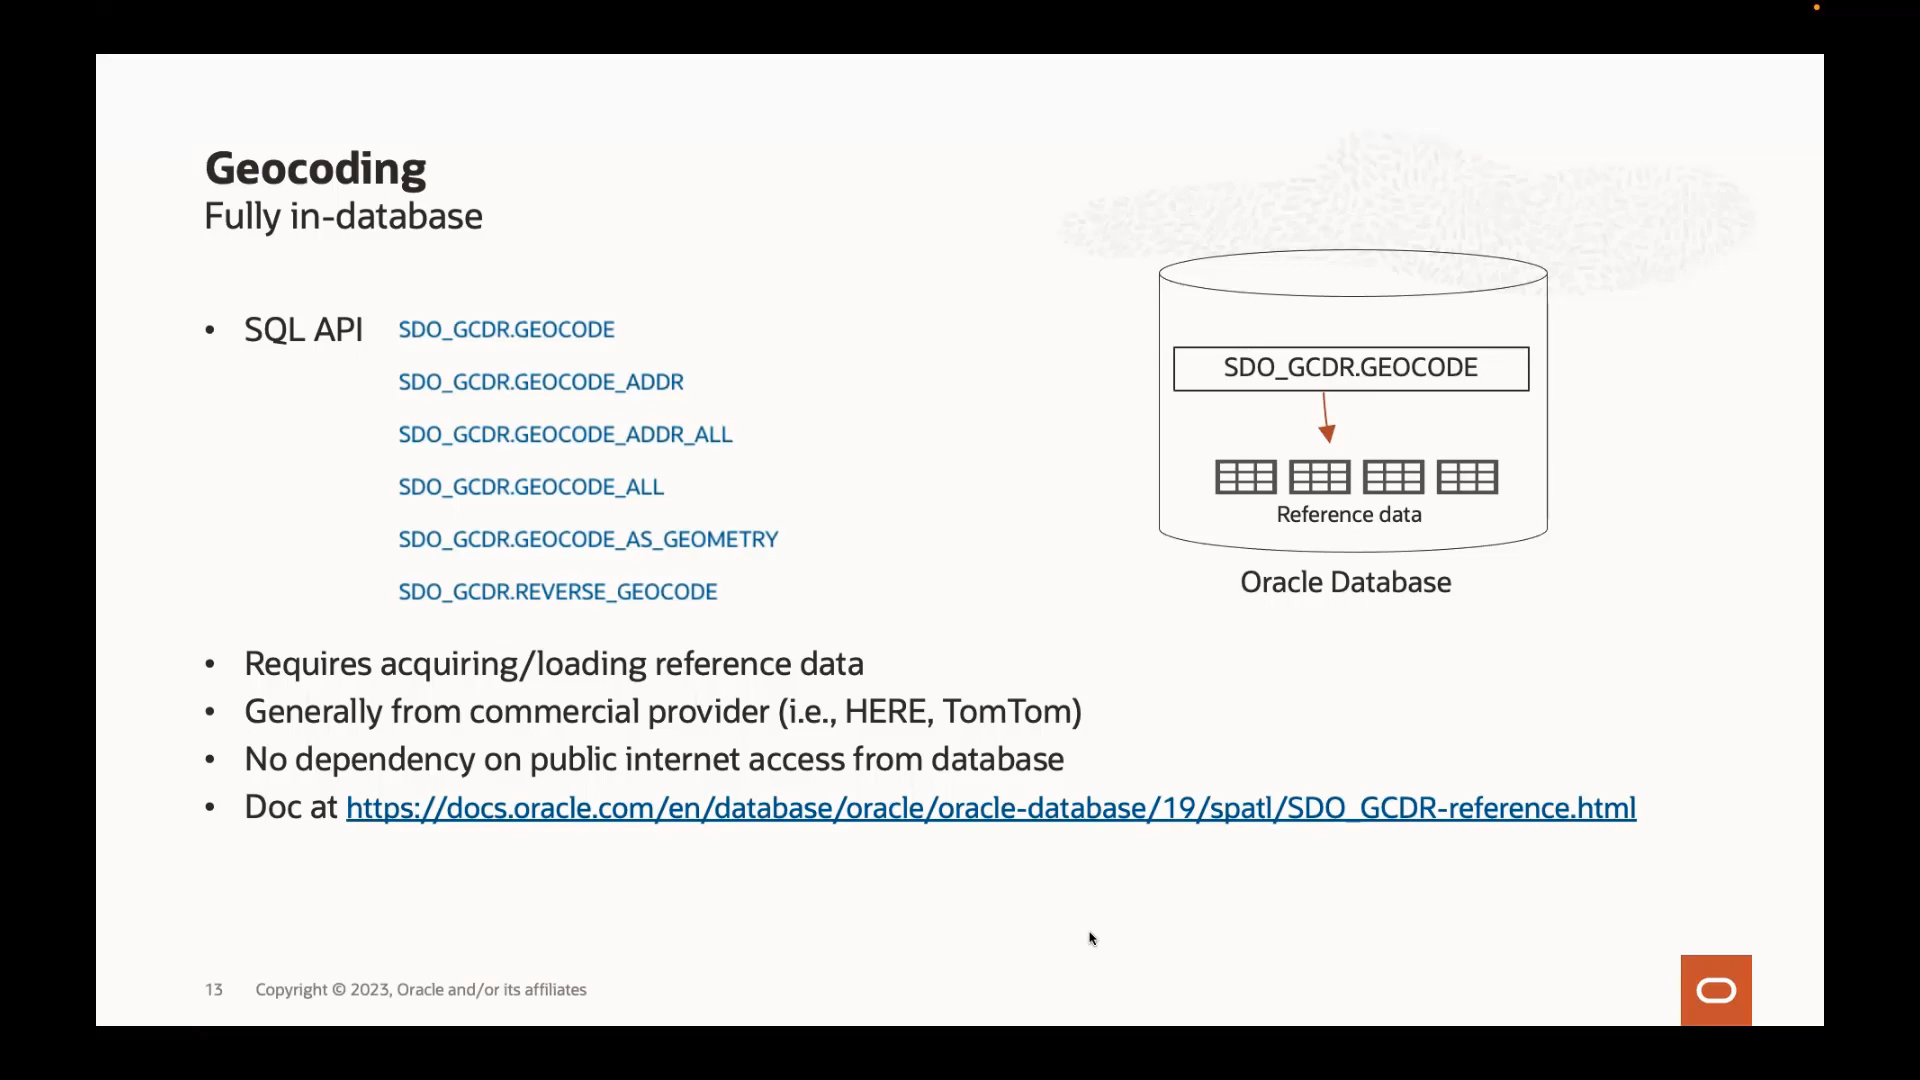 Geocoding
Fully in-database
• SQL API SDO_GCDR.GEOCODE
SDO_GCDR.GEOCODE_ADDR
SDO_GCDR.GEOCODE_ADDR_ALL
SDO_GCDR.GEOCODE_ALL
SDO_GCDR.GEOCODE_AS_GEOMETRY
SDO_GCDR.REVERSE_GEOCODE
SDO_GCDR.GEOCODE
Reference data
Oracle Database
• Requires acquiring/loading reference data
• Generally from commercial provider (i.e., HERE, TomTom)
• No dependency on public internet access from database
• Doc at https://docs.oracle.com/en/database/oracle/oracle-database/19/spatl/SDO_GCDR-reference.html
13 Copyright © 2023, Oracle and/or its affiliates